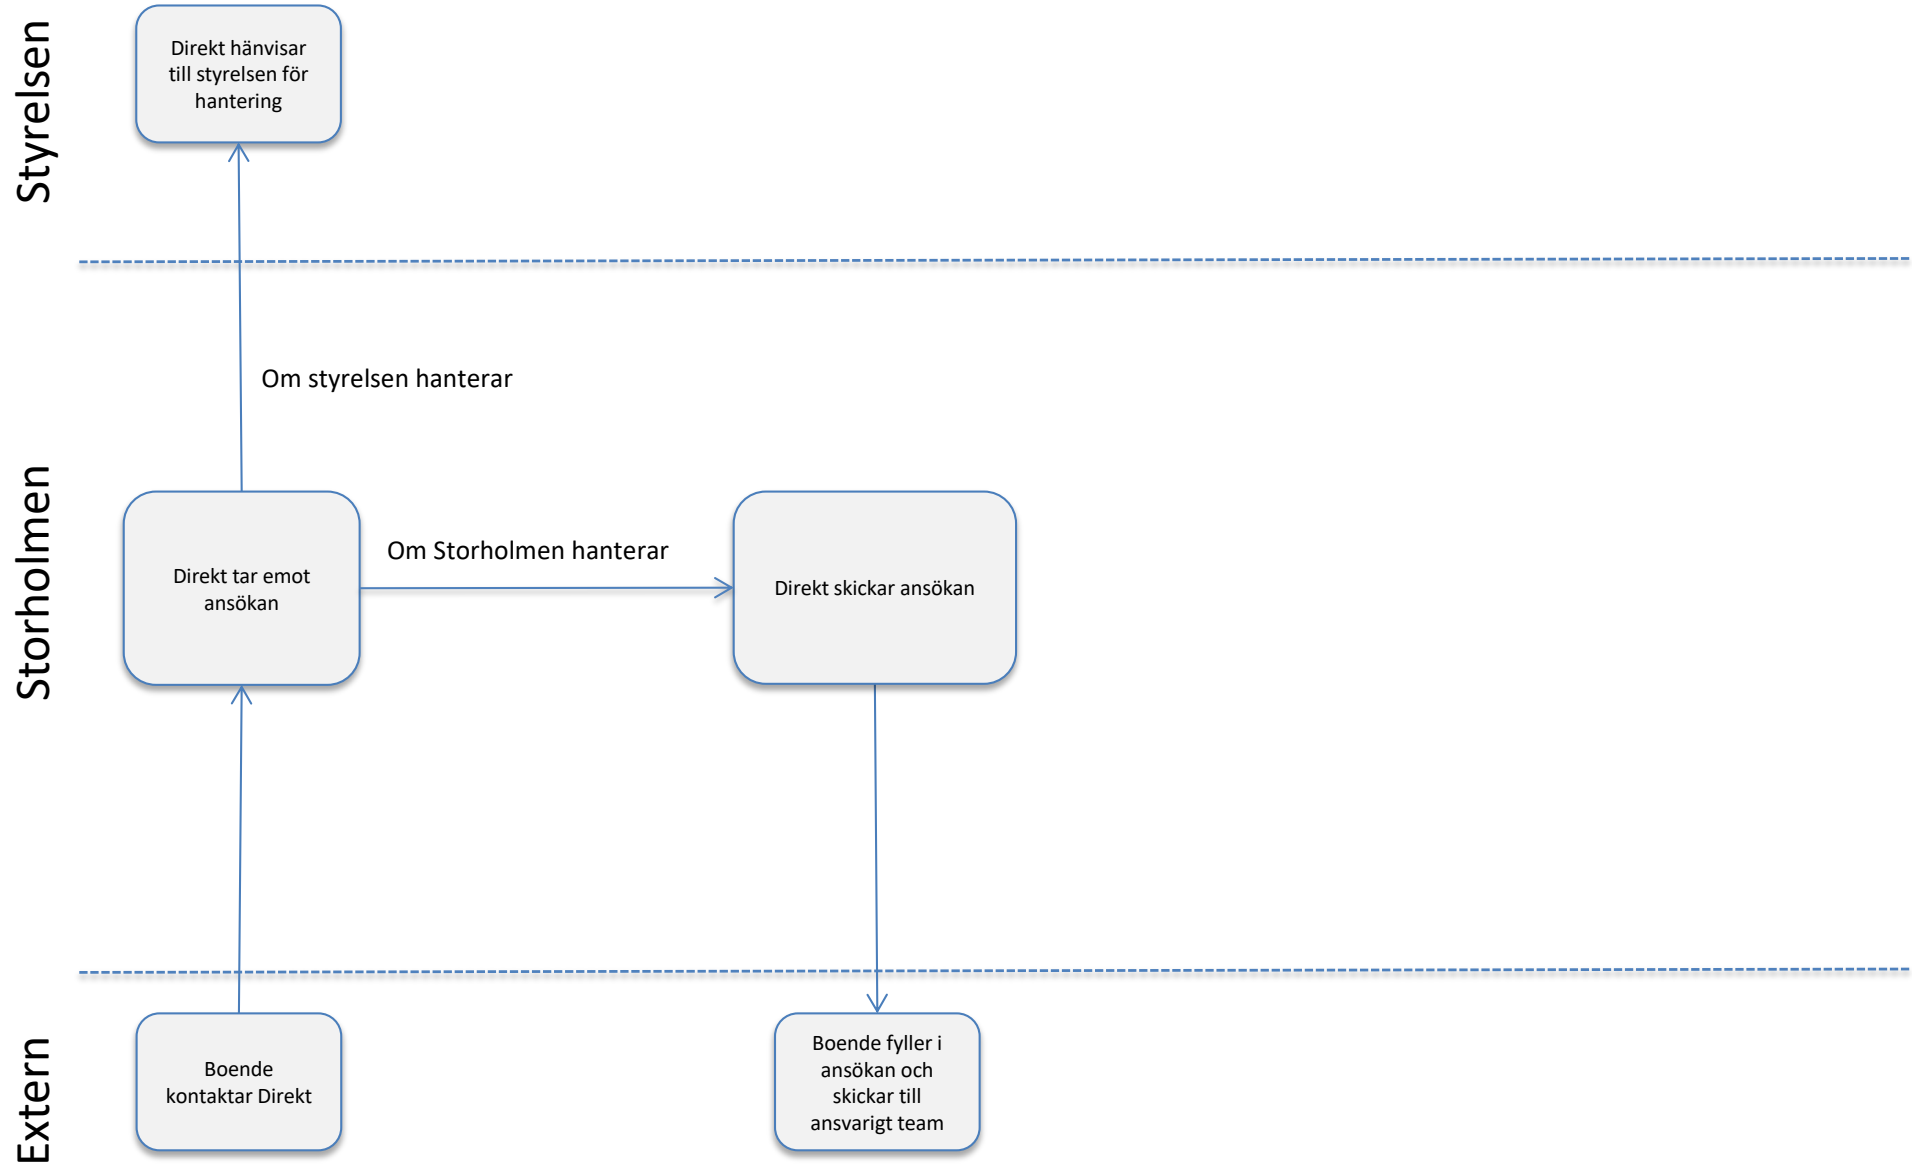 Styrelsen
Direkt hänvisar
till styrelsen för
hantering
Om styrelsen hanterar
Storholmen
Direkt tar emot
ansökan
Om Storholmen hanterar
Direkt skickar ansökan
Extern
Boende
kontaktar Direkt
Boende fyller i
ansökan och
skickar till
ansvarigt team